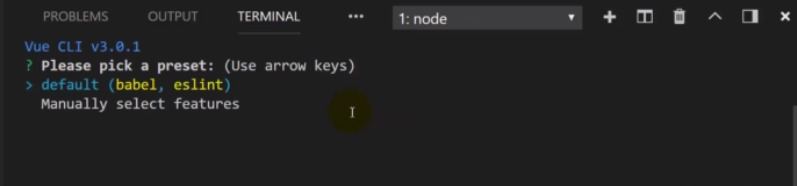 PROBLEMS OUTPUT TERMINAL ••• 1: node
Vue CLI v3.0.1
? Please pick a preset: (Use arrow keys)
> default (babel, eslint)
Manually select features